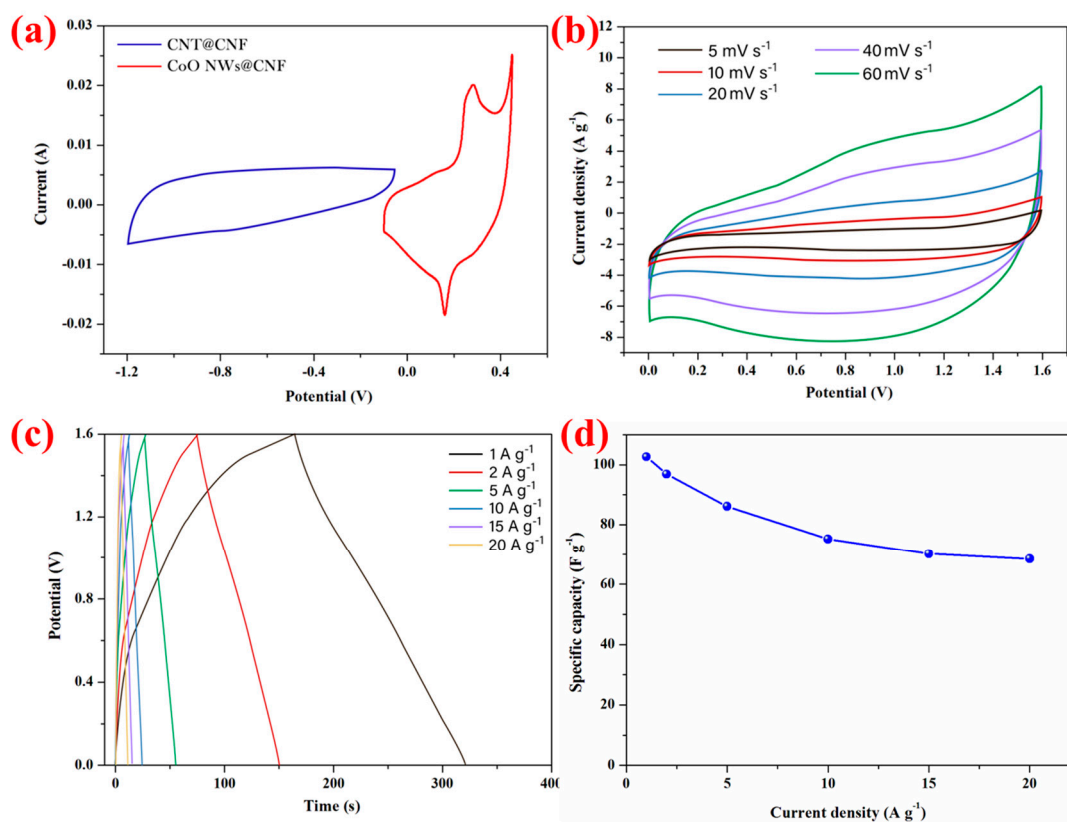 (a)
CNT@CNF
CoO NWs@CNF
0.03
0.02
0.01
0.00
-0.01
-0.02
Current (A)
-1.2
-0.8
-0.4
0.0
0.4
Potential (V)
(b)
5 mV s-1
10 mV s-1
20 mV s-1
40 mV s-1
60 mV s-1
12
10
8
6
4
2
0
-2
-4
-6
-8
Current density (A g-1)
0.0
0.2
0.4
0.6
0.8
1.0
1.2
1.4
1.6
Potential (V)
(c)
1 A g-1
2 A g-1
5 A g-1
10 A g-1
15 A g-1
20 A g-1
1.6
1.2
0.8
0.4
0.0
Potential (V)
0
100
200
300
400
Time (s)
(d)
100
80
60
40
20
0
Specific capacity (F g-1)
0
5
10
15
20
Current density (A g-1)